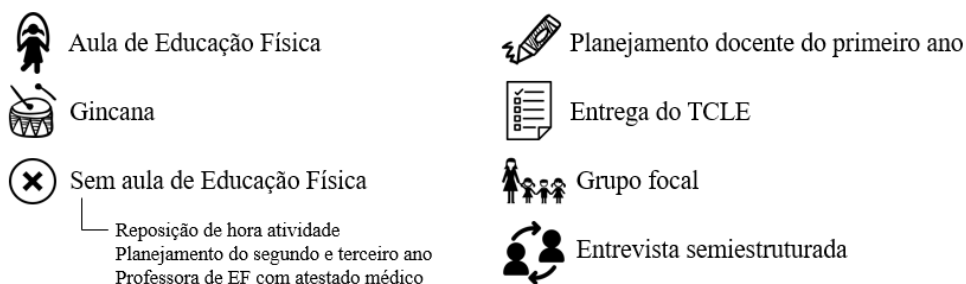 Aula de Educação Física
Gincana
Sem aula de Educação Física
Reposição de hora atividade
Planejamento do segundo e terceiro ano
Professora de EF com atestado médico
Planejamento docente do primeiro ano
Entrega do TCLE
Grupo focal
Entrevista semiestruturada